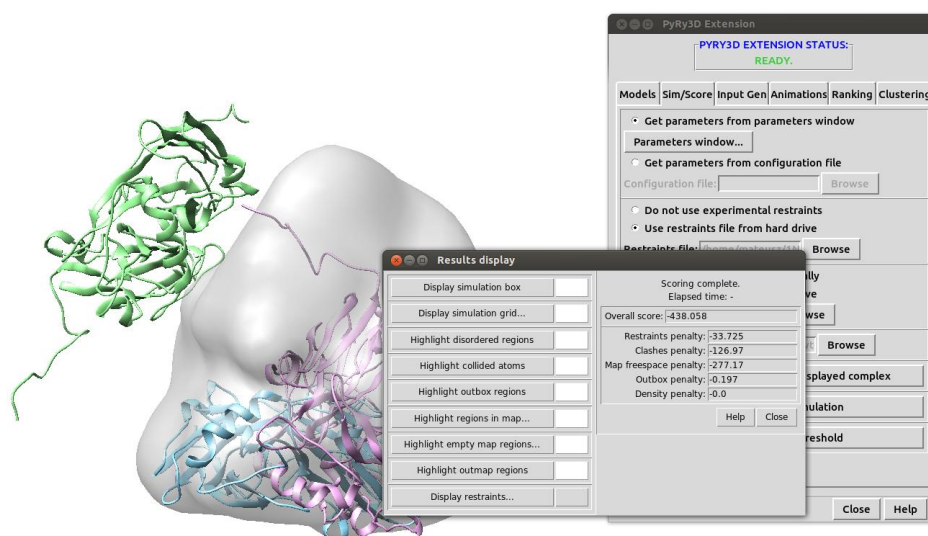 PyRy3D Extension
PYRY3D EXTENSION STATUS:
READY.
Models Sim/Score Input Gen Animations Ranking Clustering
Get parameters from parameters window
Parameters window...
Get parameters from configuration file
Configuration file: Browse
Do not use experimental restraints
Use restraints file from hard drive
Restraints file: /home/mateusz/1N Browse
Results display
Display simulation box
Display simulation grid...
Highlight disordered regions
Highlight collided atoms
Highlight outbox regions
Highlight regions in map...
Highlight empty map regions...
Highlight outmap regions
Display restraints...
Scoring complete.
Elapsed time: -
Overall score: -438.058
Restraints penalty: -33.725
Clashes penalty: -126.97
Map freespace penalty: -277.17
Outbox penalty: -0.197
Density penalty: -0.0
Help Close
lly
ve
wse
Browse
splayed complex
nulation
reshold
Close Help